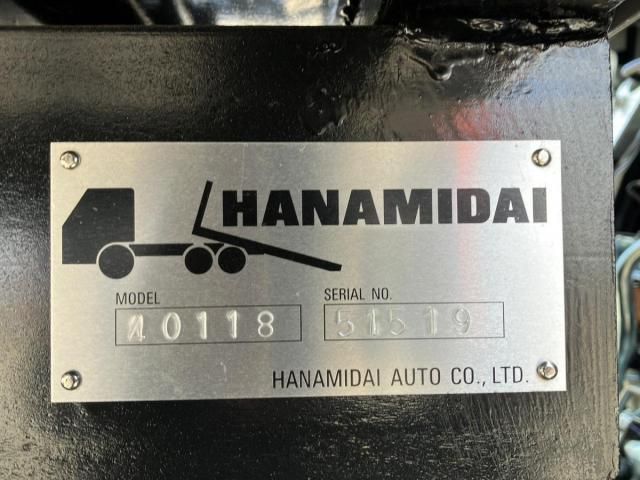 HANAMIDAI
MODEL
40118
SERIAL NO.
51519
HANAMIDAI AUTO CO., LTD.